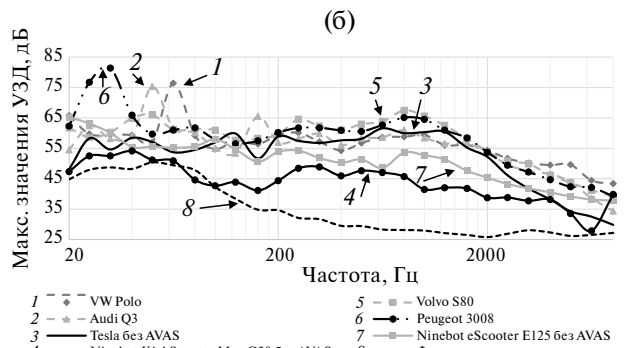 (б)
Макс. значения УЗД, дБ
85
75
65
55
45
35
25
2
1
6
5
3
4
7
8
20
200
2000
Частота, Гц
1 VW Polo
5 Volvo S80
2 Audi Q3
6 Peugeot 3008
3 Tesla без AVAS
7 Ninebot eScooter E125 без AVAS